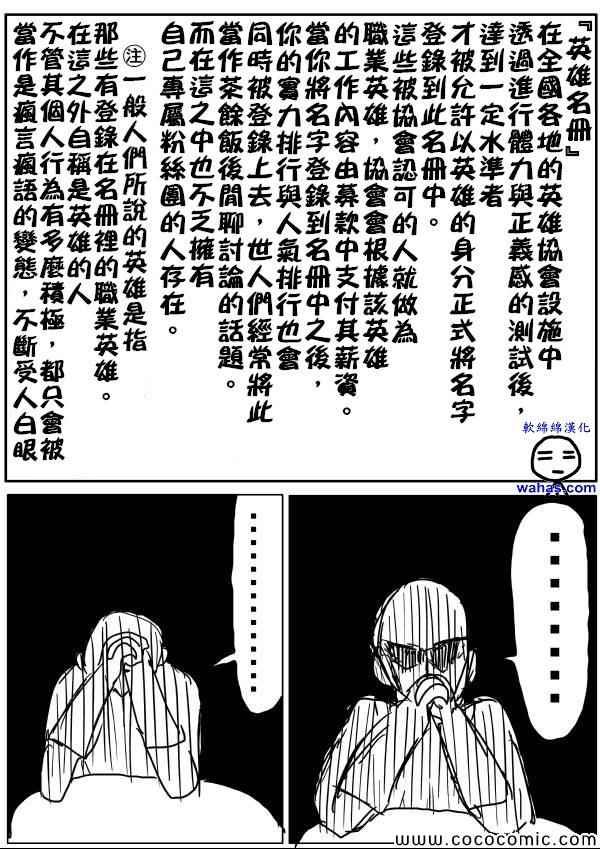 『英雄名冊』
在全國各地的英雄協會設施中
透過進行體力與正義感的測試後，
達到一定水準者
才被允許以英雄的身分正式將名字
登錄到此名冊中。
這些被協會認可的人就做為
職業英雄，協會會根據該英雄
的工作內容由募款中支付其薪資。
當你將名字登錄到名冊中之後，
你的實力排行與人氣排行也會
同時被登錄上去，世人們經常將此
當作茶餘飯後閒聊討論的話題。
而在這之中也不乏擁有
自己專屬粉絲團的人存在。
㊟一般人們所說的英雄是指
那些有登錄在名冊裡的職業英雄。
在這之外自稱是英雄的人
不管其個人行為有多麼積極，都只會被
當作是瘋言瘋語的變態，不斷受人白眼
軟綿綿漢化
wahas.com
........
............
www.cococomic.com